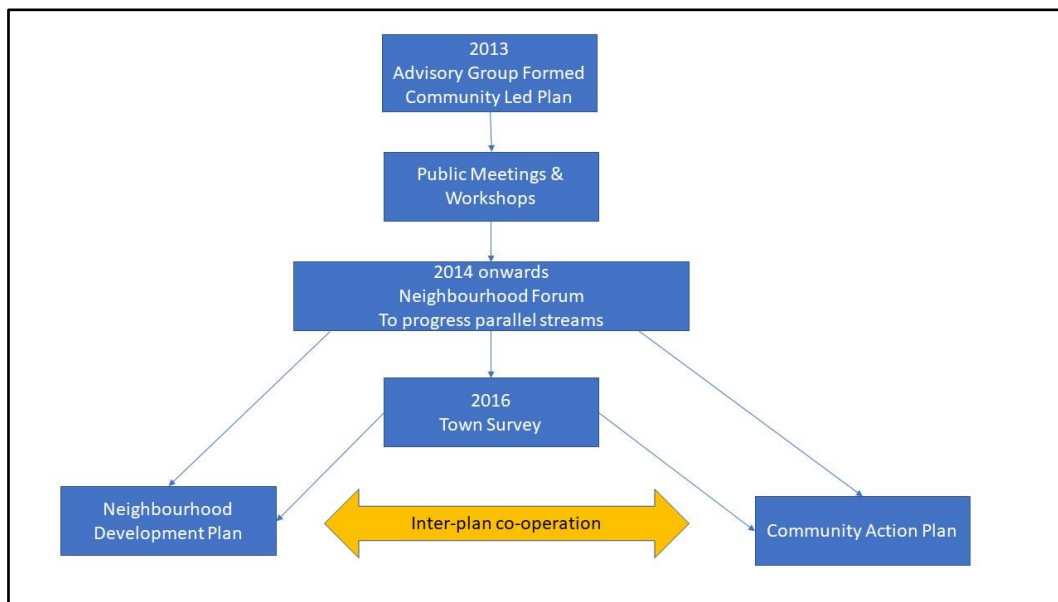 2013
Advisory Group Formed
Community Led Plan
Public Meetings &
Workshops
2014 onwards
Neighbourhood Forum
To progress parallel streams
2016
Town Survey
Neighbourhood
Development Plan
Inter-plan co-operation
Community Action Plan